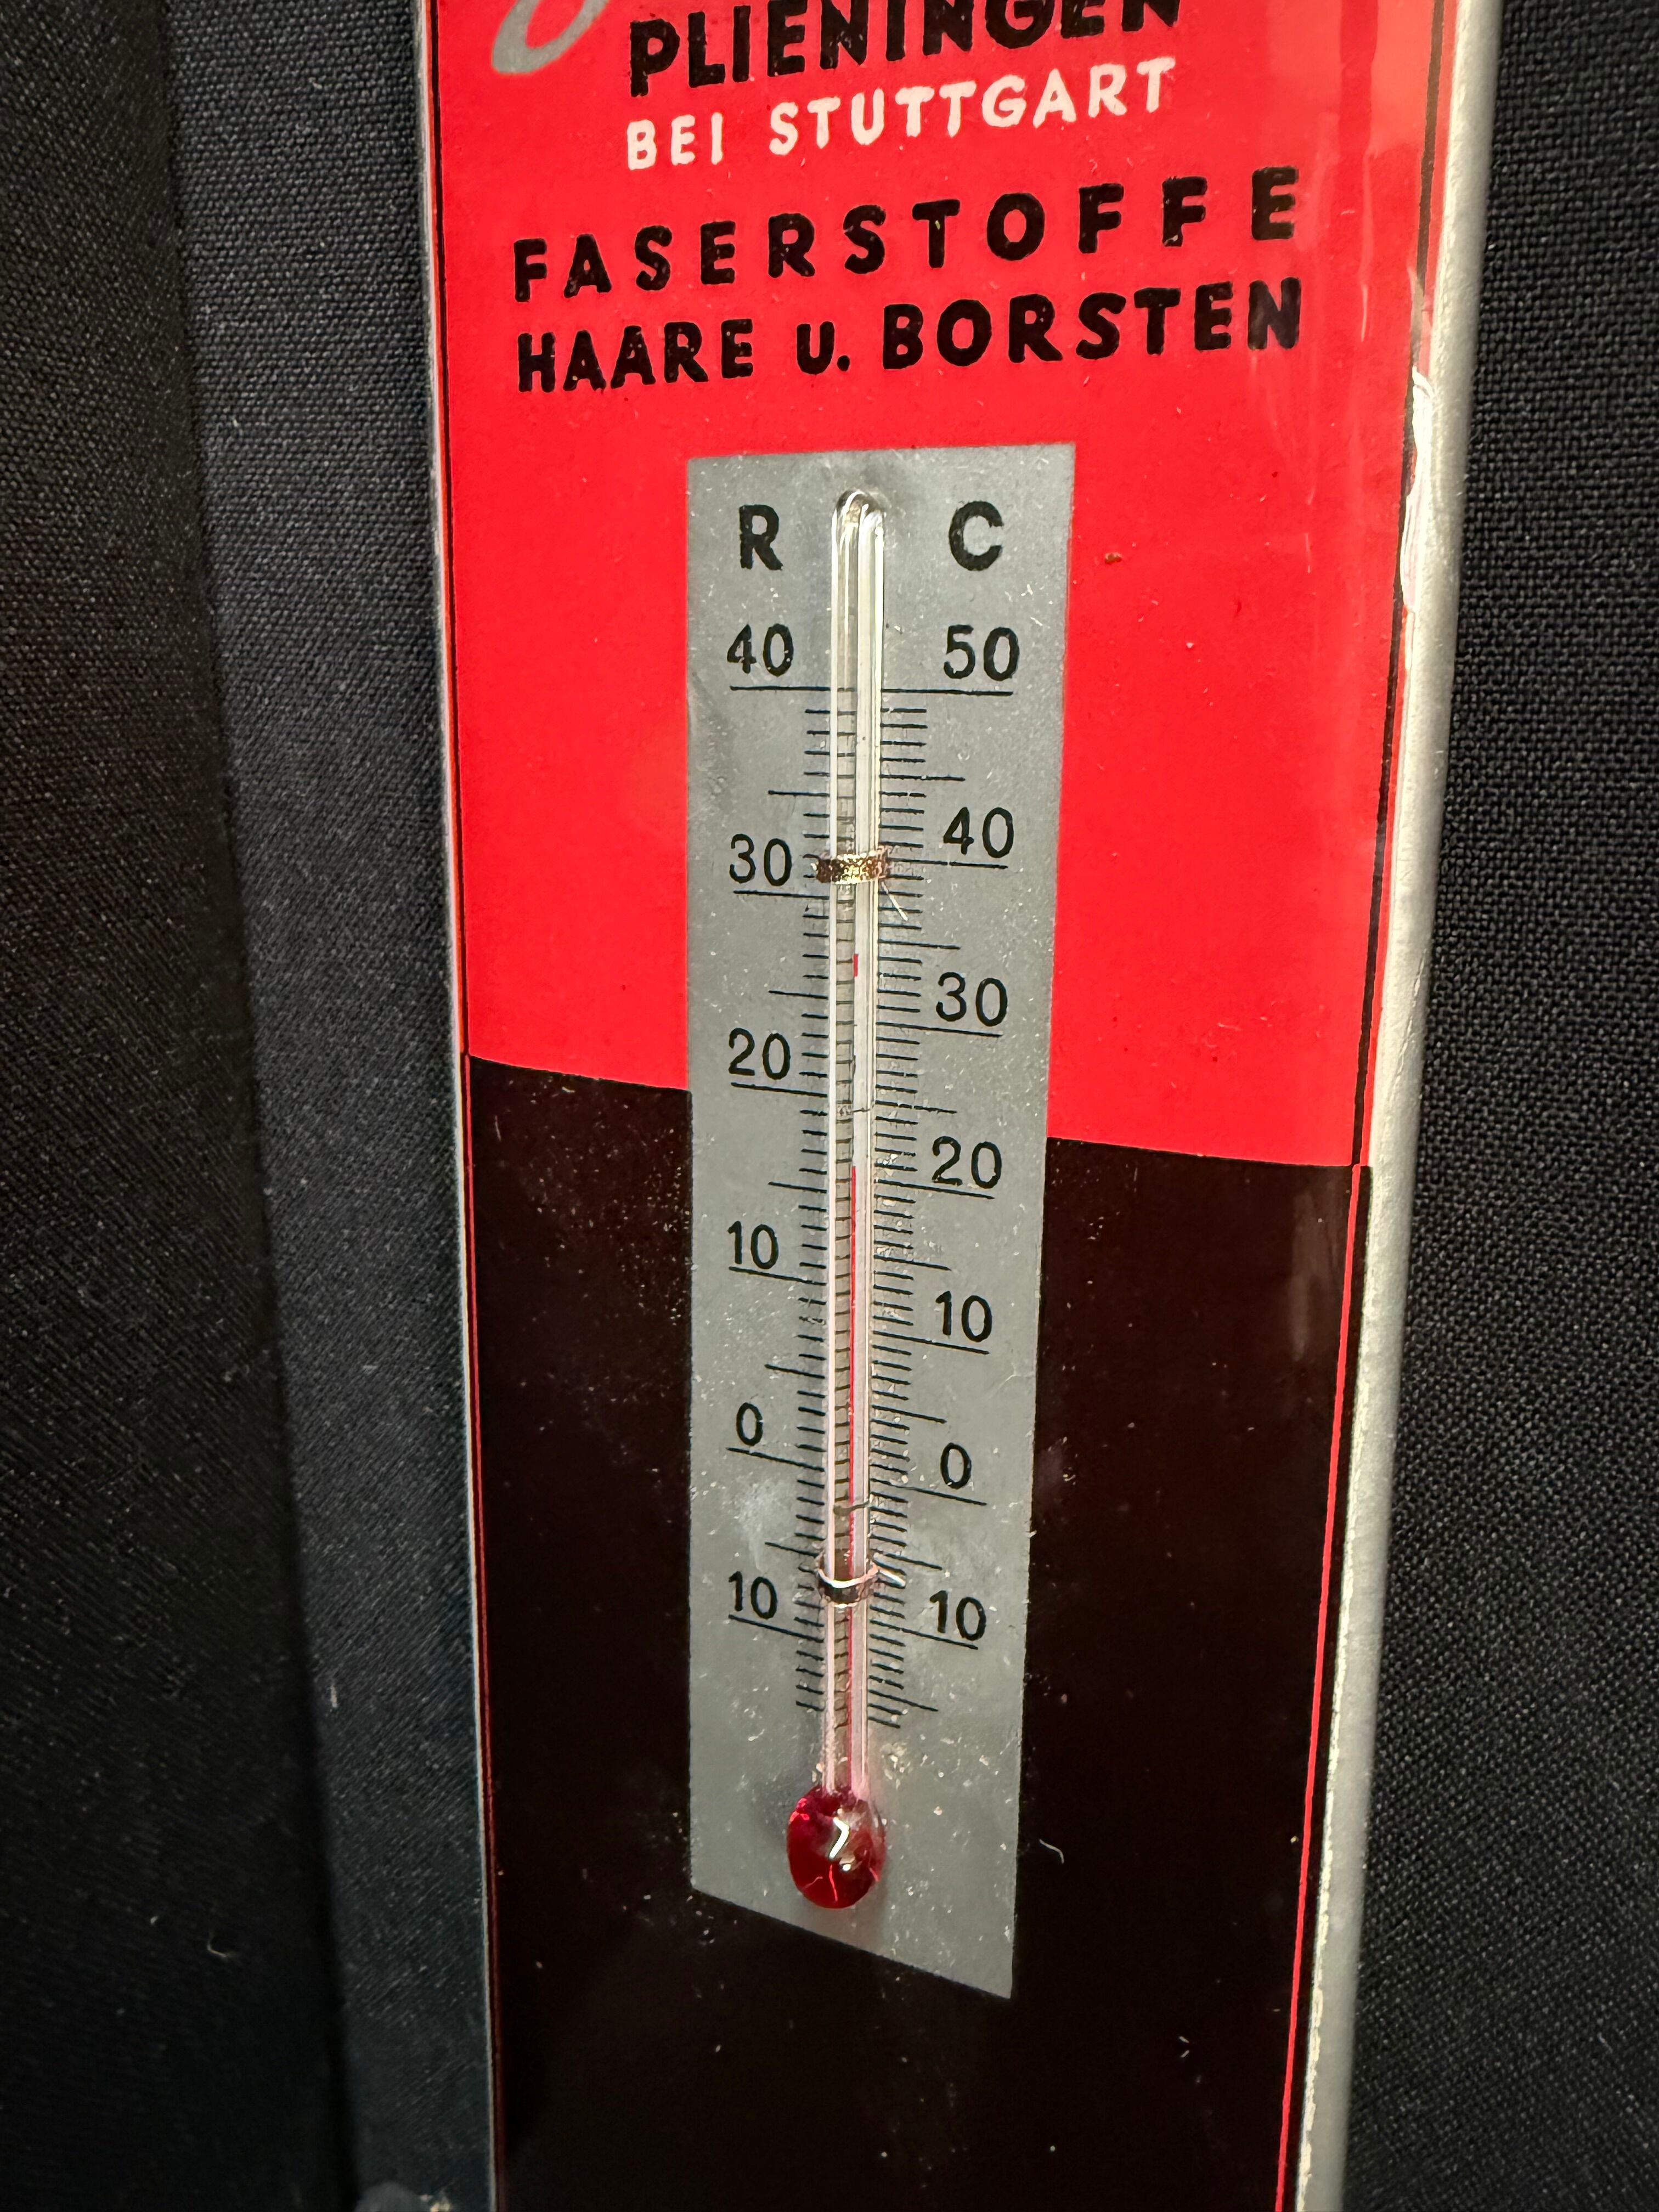 PLIENINGEN
BEI STUTTGART
FASERSTOFFE
HAARE U. BORSTEN
R C
40 50
40
30
30
20
20
10
10
0
0
10 10